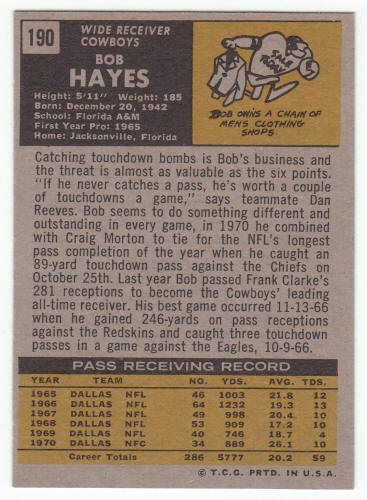 190
WIDE RECEIVER
COWBOYS
BOB
HAYES
Height: 5'11" Weight: 185
Born: December 20, 1942
School: Florida A&M
First Year Pro: 1965
Home: Jacksonville, Florida
BOB OWNS A CHAIN OF
MEN'S CLOTHING
SHOPS.
Catching touchdown bombs is Bob's business and
the threat is almost as valuable as the six points.
"If he never catches a pass, he's worth a couple
of touchdowns a game," says teammate Dan
Reeves. Bob seems to do something different and
outstanding in every game, in 1970 he combined
with Craig Morton to tie for the NFL's longest
pass completion of the year when he caught an
89-yard touchdown pass against the Chiefs on
October 25th. Last year Bob passed Frank Clarke's
281 receptions to become the Cowboys' leading
all-time receiver. His best game occurred 11-13-66
when he gained 246-yards on pass receptions
against the Redskins and caught three touchdown
passes in a game against the Eagles, 10-9-66.
PASS RECEIVING RECORD
YEAR TEAM NO. YDS. AVG. TDS.
1965 DALLAS NFL 46 1003 21.8 12
1966 DALLAS NFL 64 1232 19.3 13
1967 DALLAS NFL 49 998 20.4 10
1968 DALLAS NFL 53 909 17.2 10
1969 DALLAS NFL 40 746 18.7 4
1970 DALLAS NFC 34 889 26.1 10
Career Totals 286 5777 20.2 59
© T.C.G. PRTD. IN U.S.A.